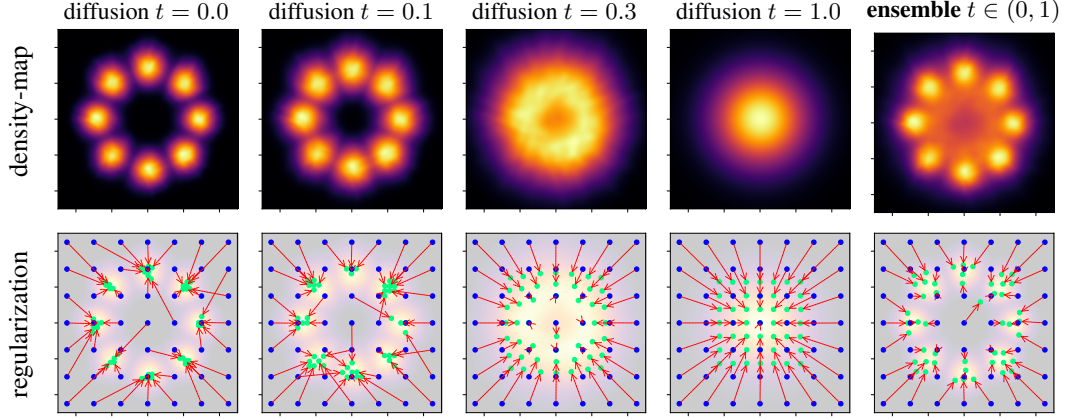 diffusion t = 0.0
diffusion t = 0.1
diffusion t = 0.3
diffusion t = 1.0
ensemble t ∈ (0, 1)
density-map
regularization